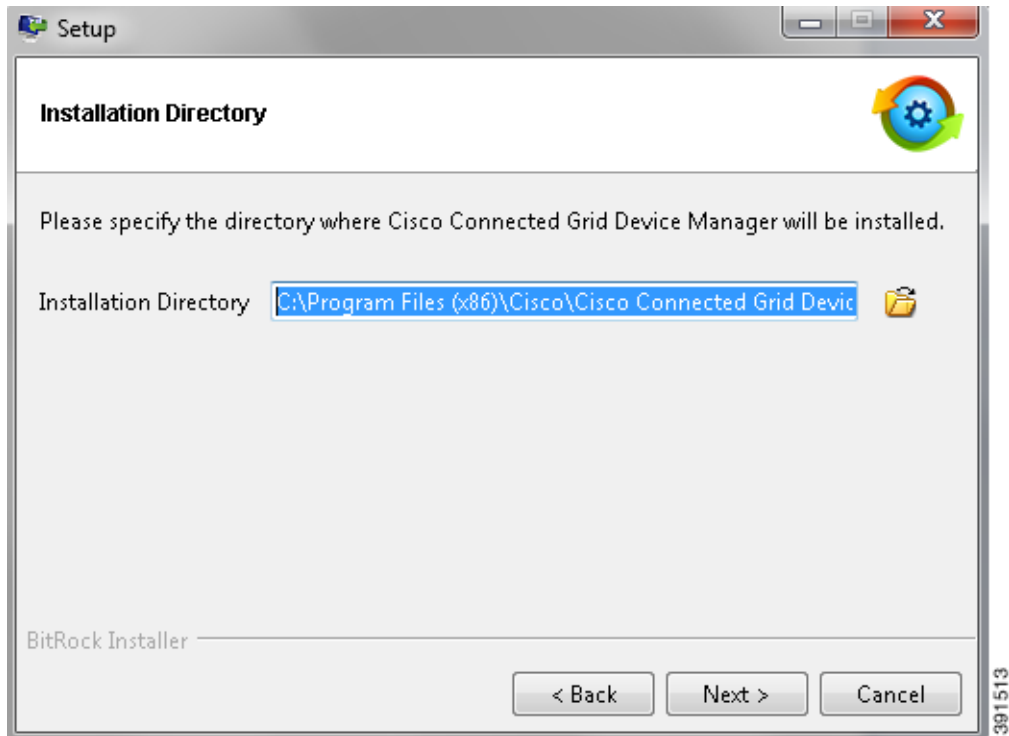 Setup
Installation Directory
Please specify the directory where Cisco Connected Grid Device Manager will be installed.
Installation Directory C:\Program Files (x86)\Cisco\Cisco Connected Grid Devic
BitRock Installer
< Back Next > Cancel
391513